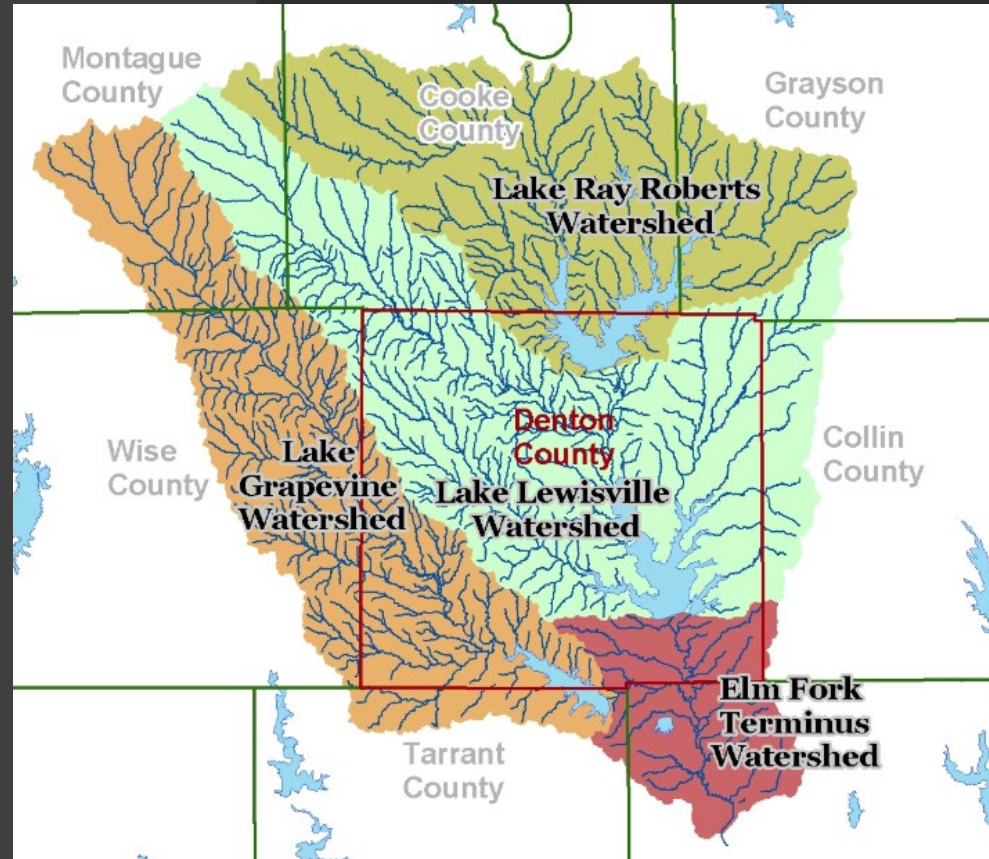 Montague
County
Cooke
County
Grayson
County
Lake Ray Roberts
Watershed
Denton
County
Wise
County
Lake
Grapevine
Watershed
Lake Lewisville
Watershed
Collin
County
Elm Fork
Terminus
Watershed
Tarrant
County